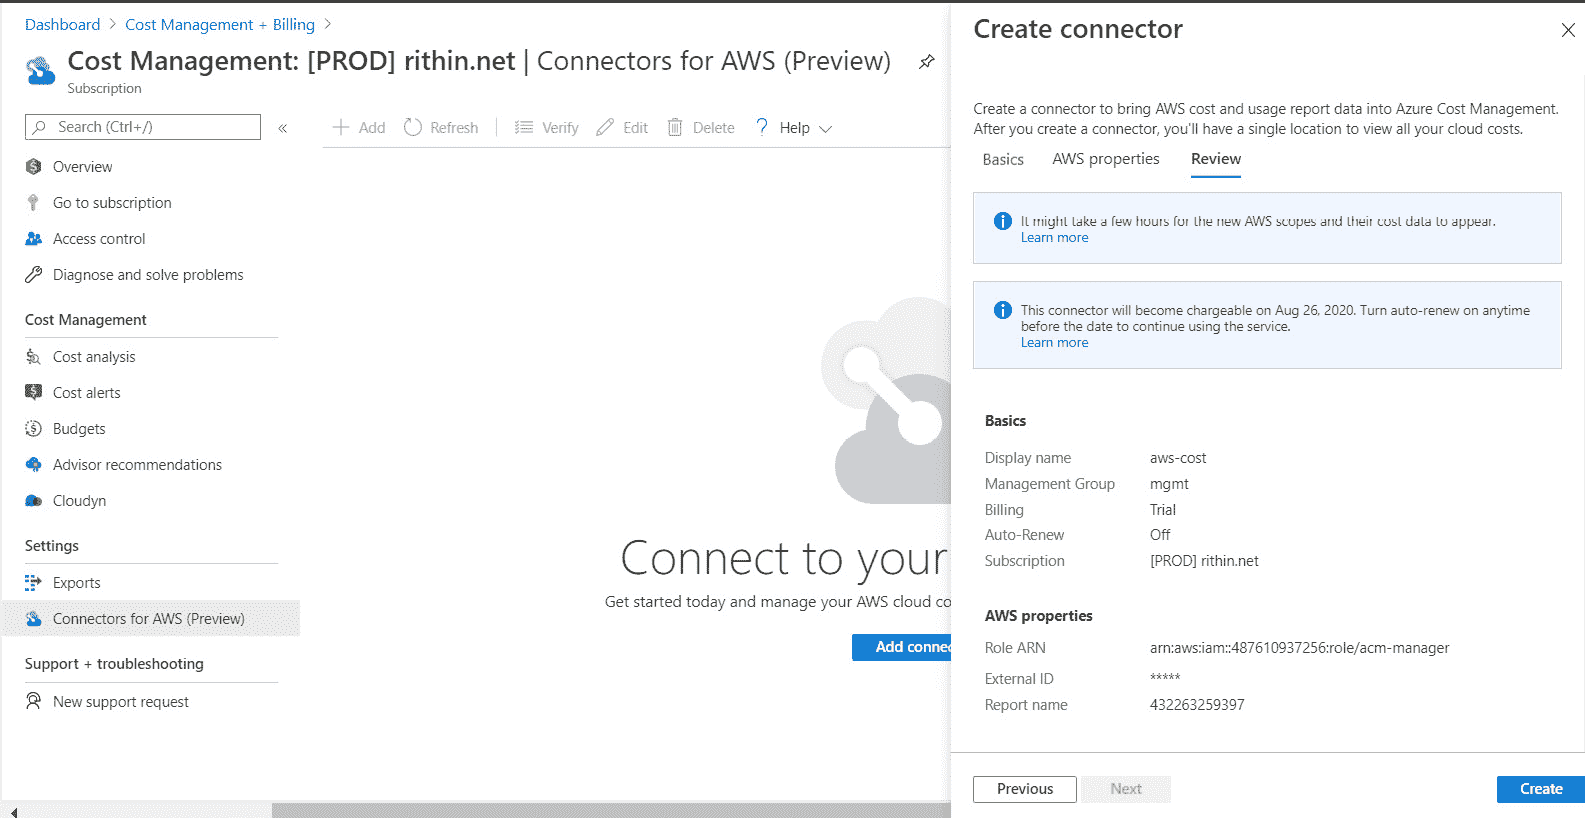 Dashboard > Cost Management + Billing >
Cost Management: [PROD] rithin.net | Connectors for AWS (Preview)
Subscription
Search (Ctrl+/)
«
Overview
Go to subscription
Access control
Diagnose and solve problems
Cost Management
Cost analysis
Cost alerts
Budgets
Advisor recommendations
Cloudyn
Settings
Exports
Connectors for AWS (Preview)
Support + troubleshooting
New support request
Add Refresh Verify Edit Delete ? Help
Connect to your
Get started today and manage your AWS cloud co
Add connec
Create connector
Create a connector to bring AWS cost and usage report data into Azure Cost Management.
After you create a connector, you'll have a single location to view all your cloud costs.
Basics AWS properties Review
It might take a few hours for the new AWS scopes and their cost data to appear.
Learn more
This connector will become chargeable on Aug 26, 2020. Turn auto-renew on anytime
before the date to continue using the service.
Learn more
Basics
Display name aws-cost
Management Group mgmt
Billing Trial
Auto-Renew Off
Subscription [PROD] rithin.net
AWS properties
Role ARN arn:aws:iam::487610937256:role/acm-manager
External ID *****
Report name 432263259397
Previous Next Create